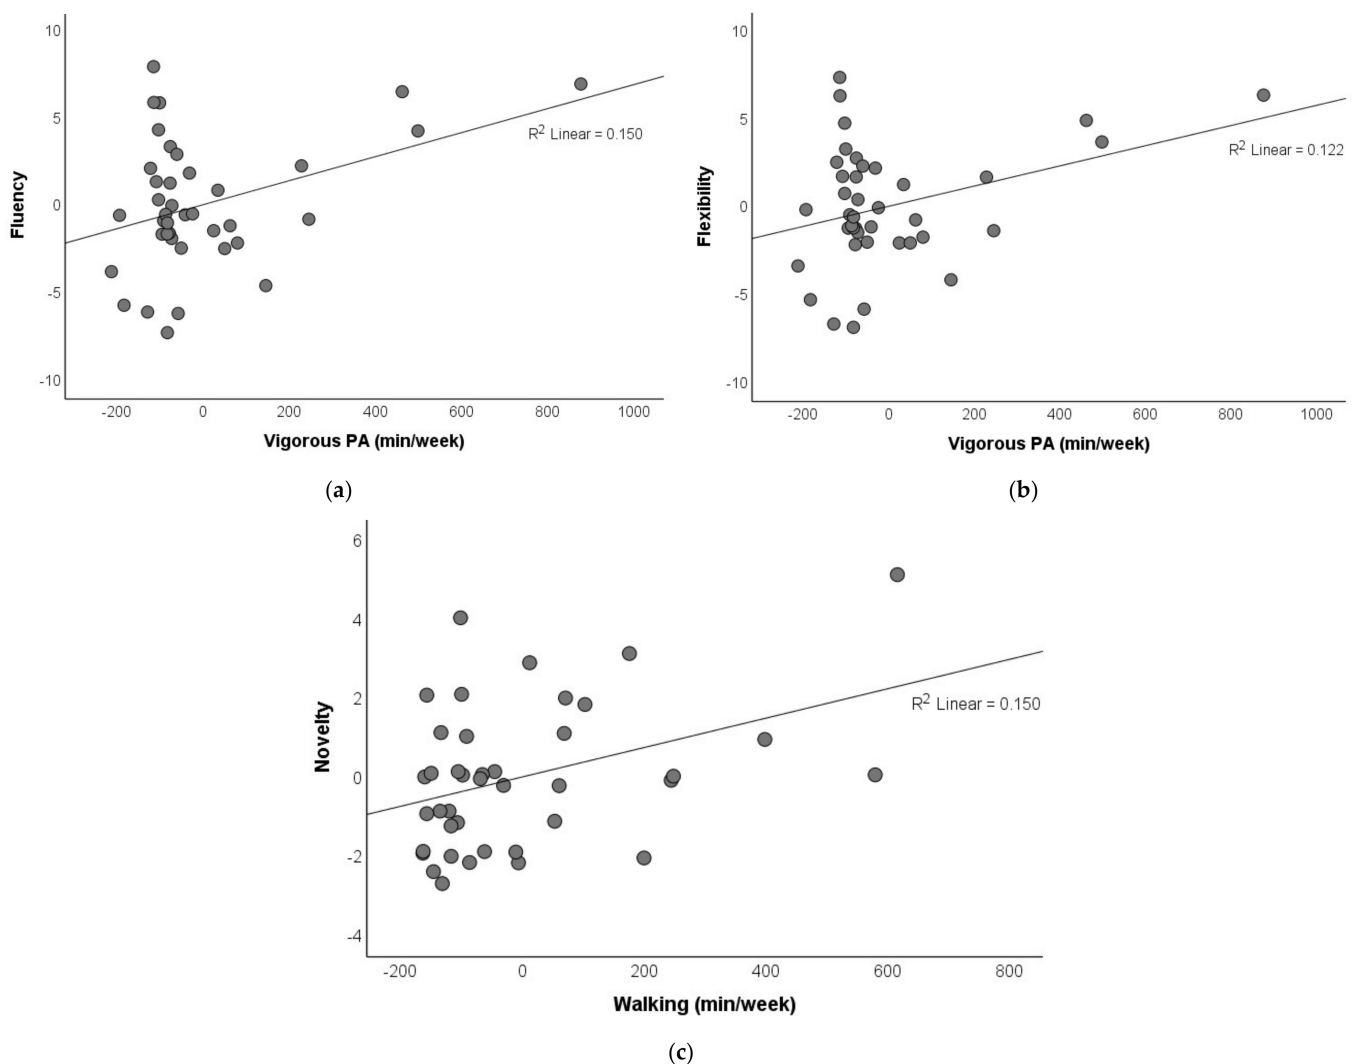 10
5
0
-5
-10
Fluency
R2 Linear = 0.150
-200 0 200 400 600 800 1000
Vigorous PA (min/week)
(a)
10
5
0
-5
-10
Flexibility
R2 Linear = 0.122
-200 0 200 400 600 800 1000
Vigorous PA (min/week)
(b)
6
4
2
0
-2
-4
Novelty
R2 Linear = 0.150
-200 0 200 400 600 800
Walking (min/week)
(c)